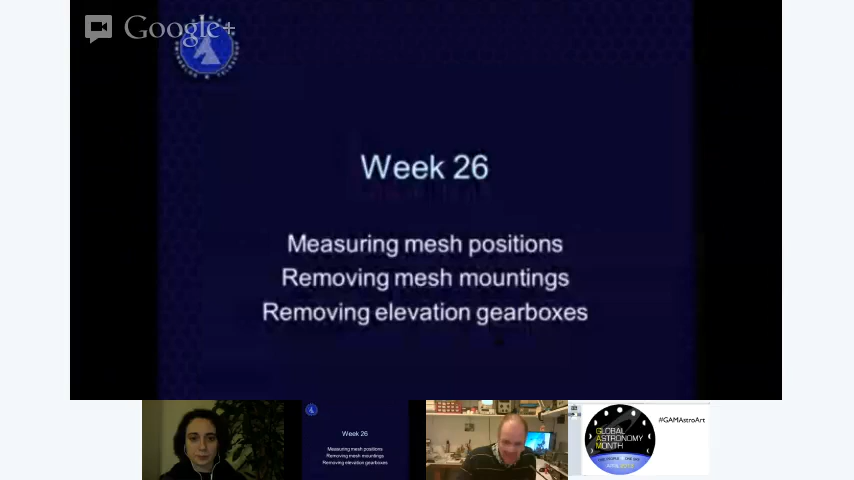 Google+
Week 26
Measuring mesh positions
Removing mesh mountings
Removing elevation gearboxes
Week 26
Measuring mesh positions
Removing mesh mountings
Removing elevation gearboxes
GLOBAL
ASTRONOMY
MONTH
#GAMAstroArt